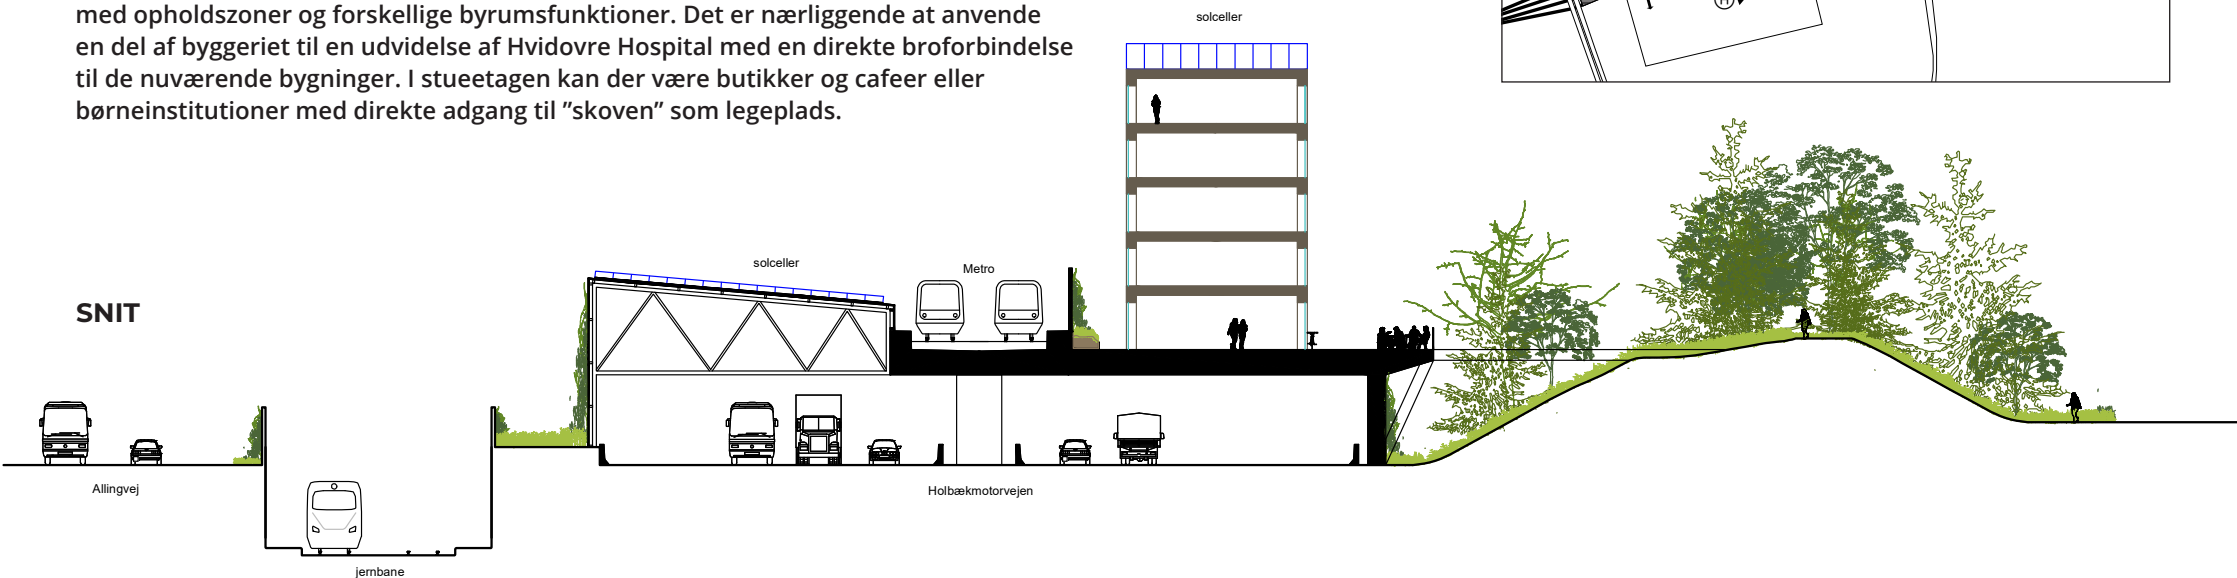 med opholdszoner og forskellige byrumsfunktioner. Det er nærliggende at anvende
en del af byggeriet til en udvidelse af Hvidovre Hospital med en direkte broforbindelse
til de nuværende bygninger. I stueetagen kan der være butikker og cafeer eller
børneinstitutioner med direkte adgang til ”skoven” som legeplads.
solceller
H
solceller
Metro
SNIT
Allingvej
Holbækmotorvejen
jernbane